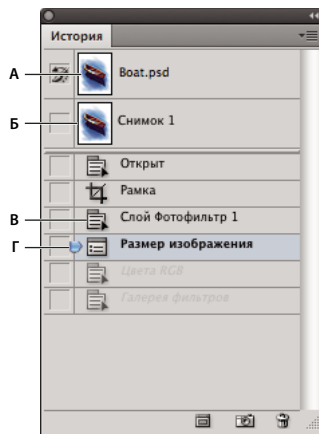 История
А
Boat.psd
Б
Снимок 1
Открыт
Рамка
В
Слой Фотофильтр 1
Г
Размер изображения
Цвета RGB
Галерея фильтров